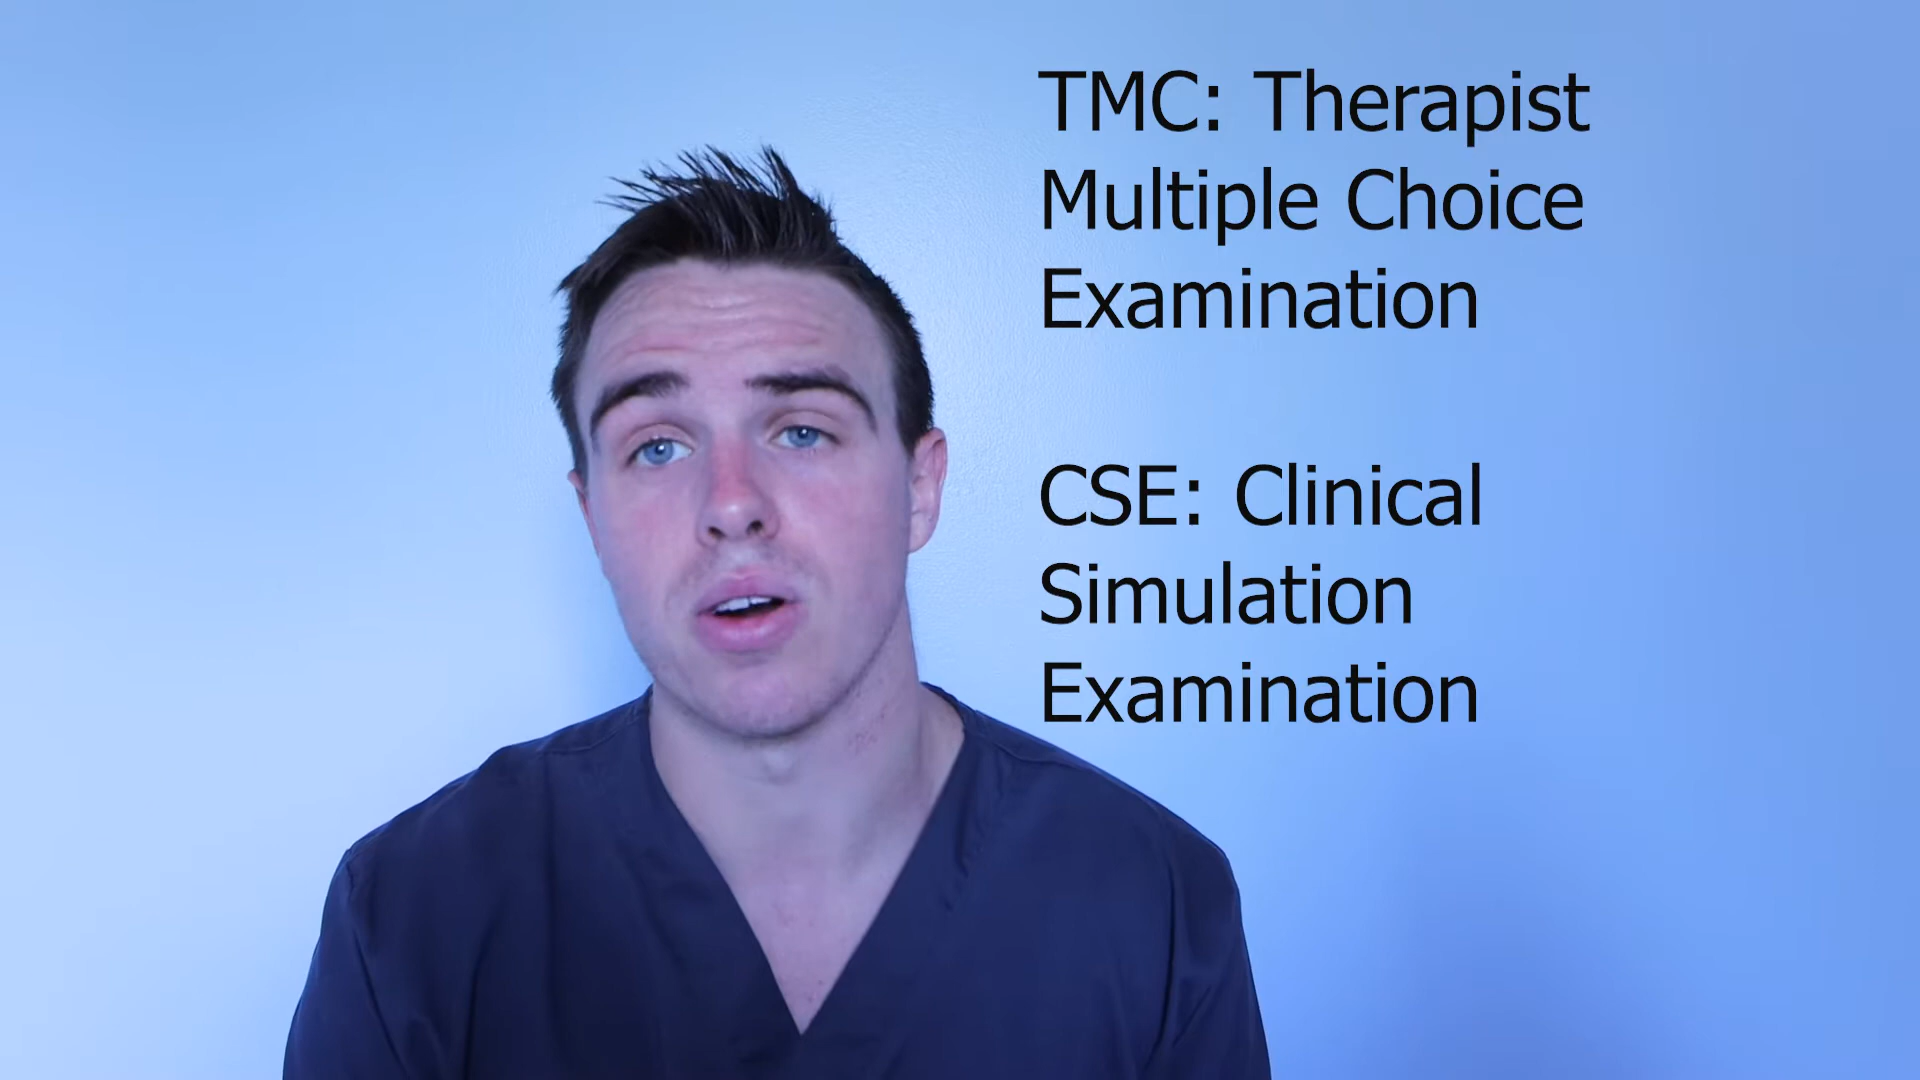 TMC: Therapist
Multiple Choice
Examination
CSE: Clinical
Simulation
Examination